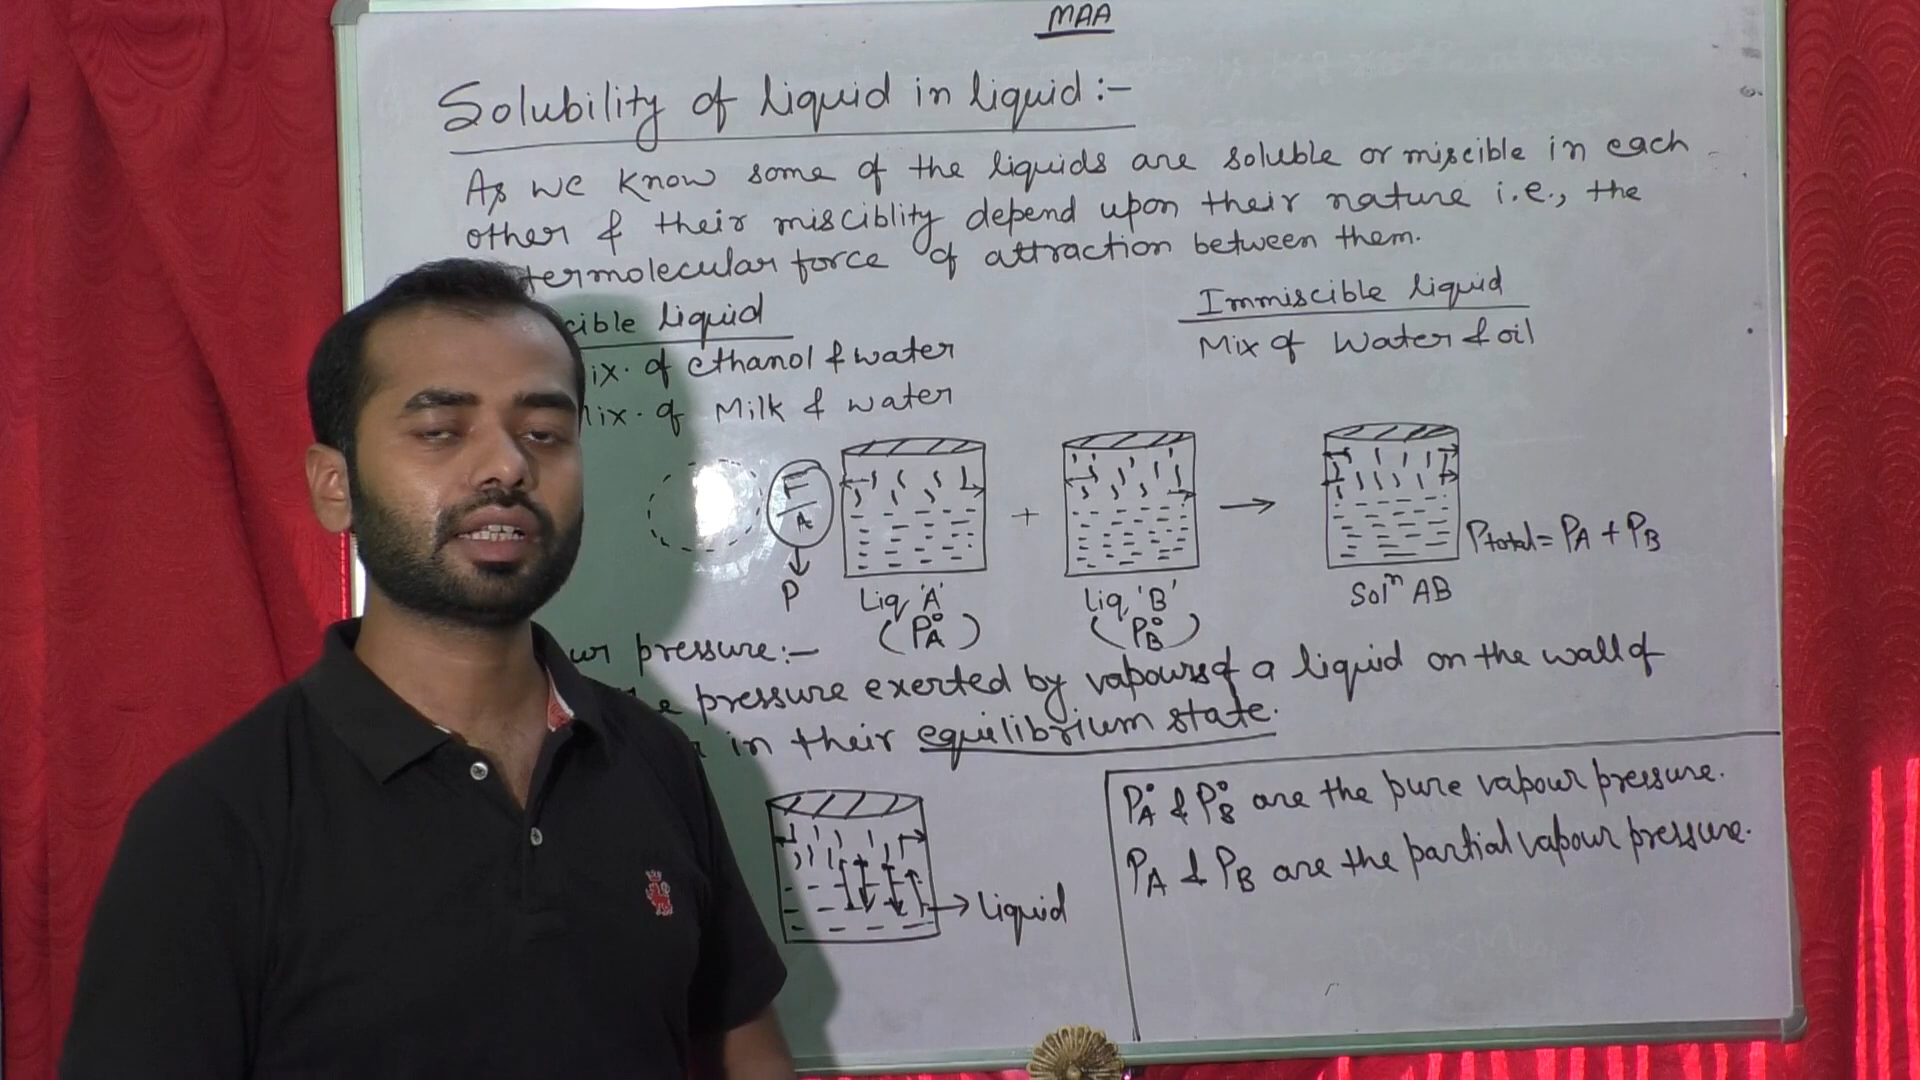 MAA
Solubility of liquid in liquid :-
As we know some of the liquids are soluble or miscible in each
other & their misciblity depend upon their nature i.e., the
termolecular force of attraction between them.
cible Liquid
Immiscible liquid
ix. of ethanol & water
Mix of Water & oil
Mix. of Milk & water
F
A
P
+
→
Ptotal = PA + PB
Liq 'A'
(P°A)
Liq, 'B'
(P°B)
Solⁿ AB
ur pressure:-
e pressure exerted by vapours of a liquid on the wall of
in their equilibrium state.
→ Liquid
P°A & P°B are the pure vapour pressure.
PA & PB are the partial vapour pressure.